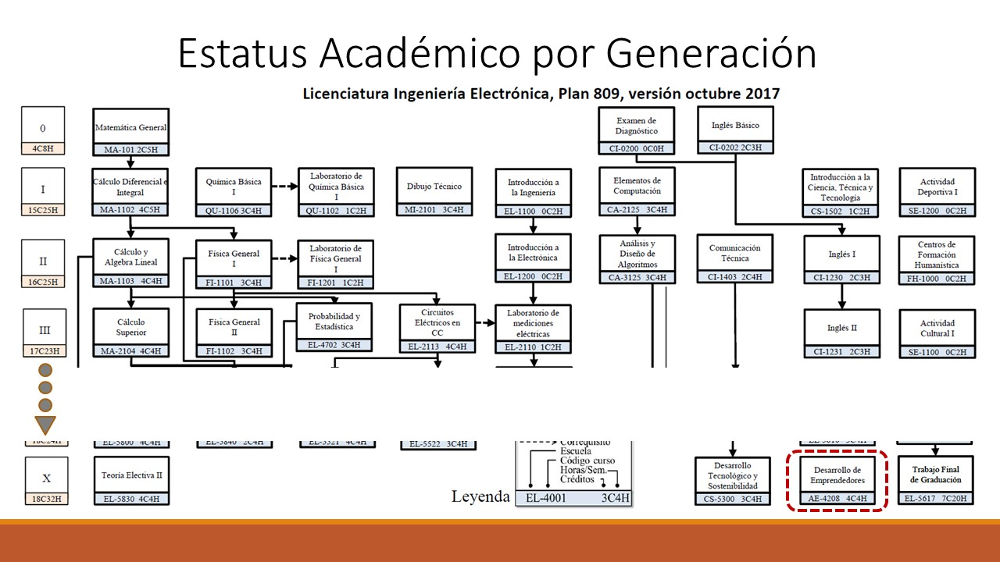 Estatus Académico por Generación
Licenciatura Ingeniería Electrónica, Plan 809, versión octubre 2017
0
4C8H
Matemática General
MA-101 2C5H
Examen de
Diagnóstico
CI-0200 0C0H
Inglés Básico
CI-0202 2C3H
I
15C25H
Cálculo Diferencial e
Integral
MA-1102 4C5H
Química Básica
I
QU-1106 3C4H
Laboratorio de
Química Básica
I
QU-1102 1C2H
Dibujo Técnico
MI-2101 3C4H
Introducción a
la Ingeniería
EL-1100 0C2H
Elementos de
Computación
CA-2125 3C4H
Introducción a la
Ciencia, Técnica y
Tecnología
CS-1502 1C2H
Actividad
Deportiva I
SE-1200 0C2H
II
16C25H
Cálculo y
Algebra Lineal
MA-1103 4C4H
Física General
I
FI-1101 3C4H
Laboratorio de
Física General
I
FI-1201 1C2H
Introducción a
la Electrónica
EL-1200 0C2H
Análisis y
Diseño de
Algoritmos
CA-3125 3C4H
Comunicación
Técnica
CI-1403 2C4H
Inglés I
CI-1230 2C3H
Centros de
Formación
Humanística
FH-1000 0C2H
III
17C23H
Cálculo
Superior
MA-2104 4C4H
Física General
II
FI-1102 3C4H
Probabilidad y
Estadística
EL-4702 3C4H
Circuitos
Eléctricos en
CC
EL-2113 4C4H
Laboratorio de
mediciones
eléctricas
EL-2110 1C2H
Inglés II
CI-1231 2C3H
Actividad
Cultural I
SE-1100 0C2H
EL-5522 3C4H
X
18C32H
Teoría Electiva II
EL-5830 4C4H
Correquisito
Escuela
Código curso
Horas/Sem.
Créditos
Leyenda
EL-4001 3C4H
Desarrollo
Tecnológico y
Sostenibilidad
CS-5300 3C4H
Desarrollo de
Emprendedores
AE-4208 4C4H
Trabajo Final
de Graduación
EL-5617 7C20H